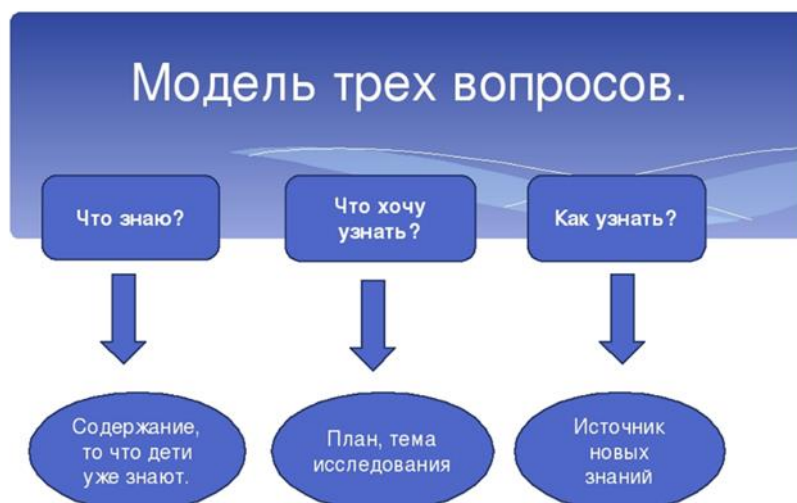 Модель трех вопросов.
Что знаю?
Что хочу
узнать?
Как узнать?
Содержание,
то что дети
уже знают.
План, тема
исследования
Источник
новых
знаний